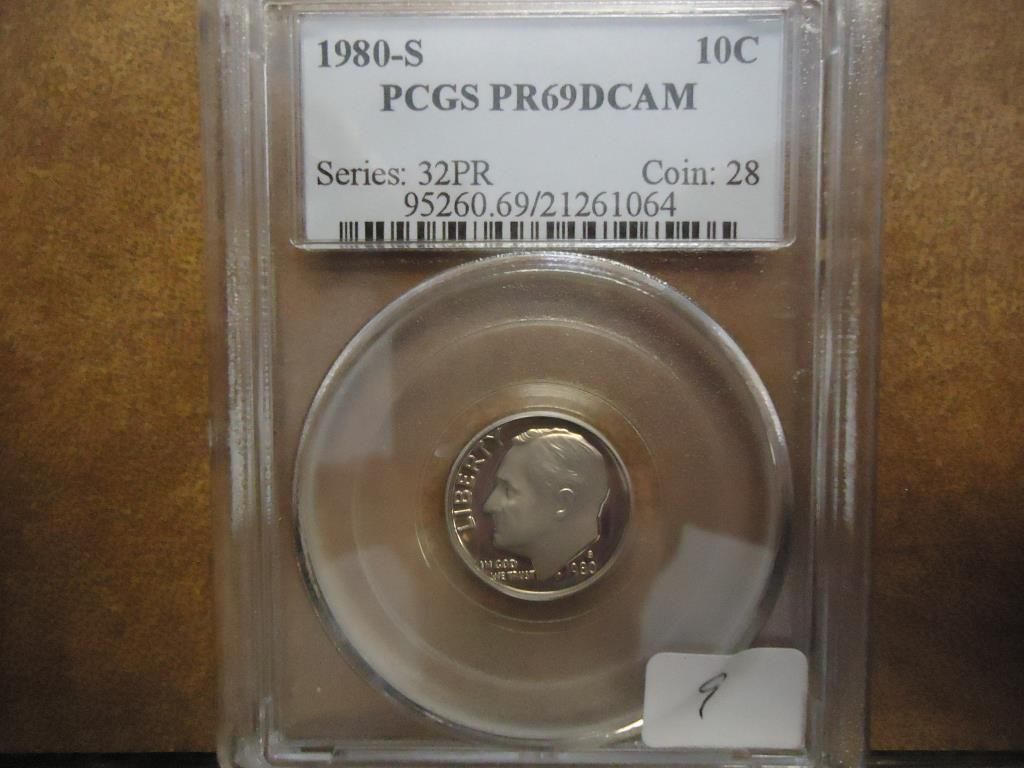 1980-S 10C
PCGS PR69DCAM
Series: 32PR Coin: 28
95260.69/21261064
LIBERTY
IN GOD
WE TRUST
S
1980
9